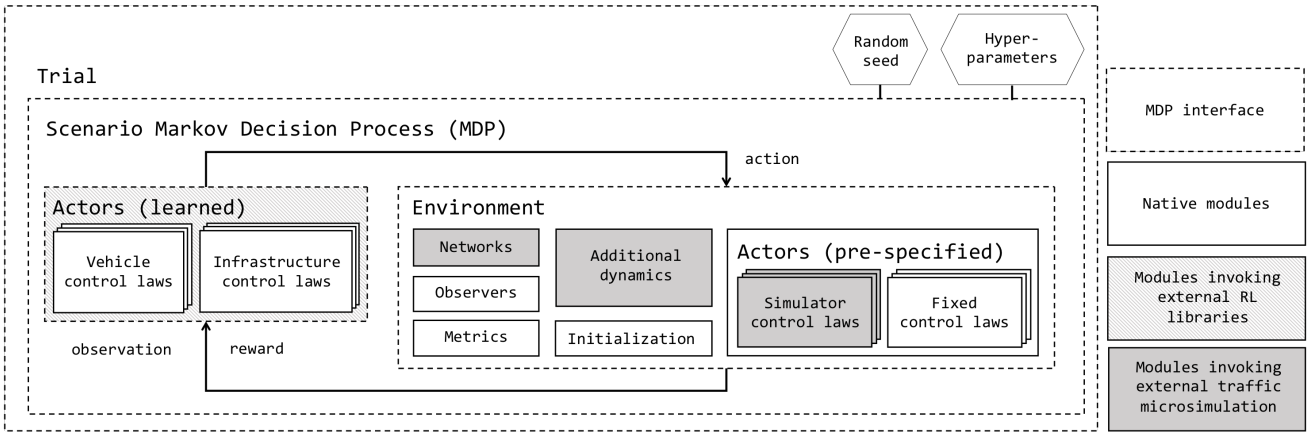 Random
seed
Hyper-
parameters
Trial
Scenario Markov Decision Process (MDP)
action
Actors (learned)
Vehicle
control laws
Infrastructure
control laws
observation
reward
Environment
Networks
Observers
Metrics
Additional
dynamics
Initialization
Actors (pre-specified)
Simulator
control laws
Fixed
control laws
MDP interface
Native modules
Modules invoking
external RL
libraries
Modules invoking
external traffic
microsimulation